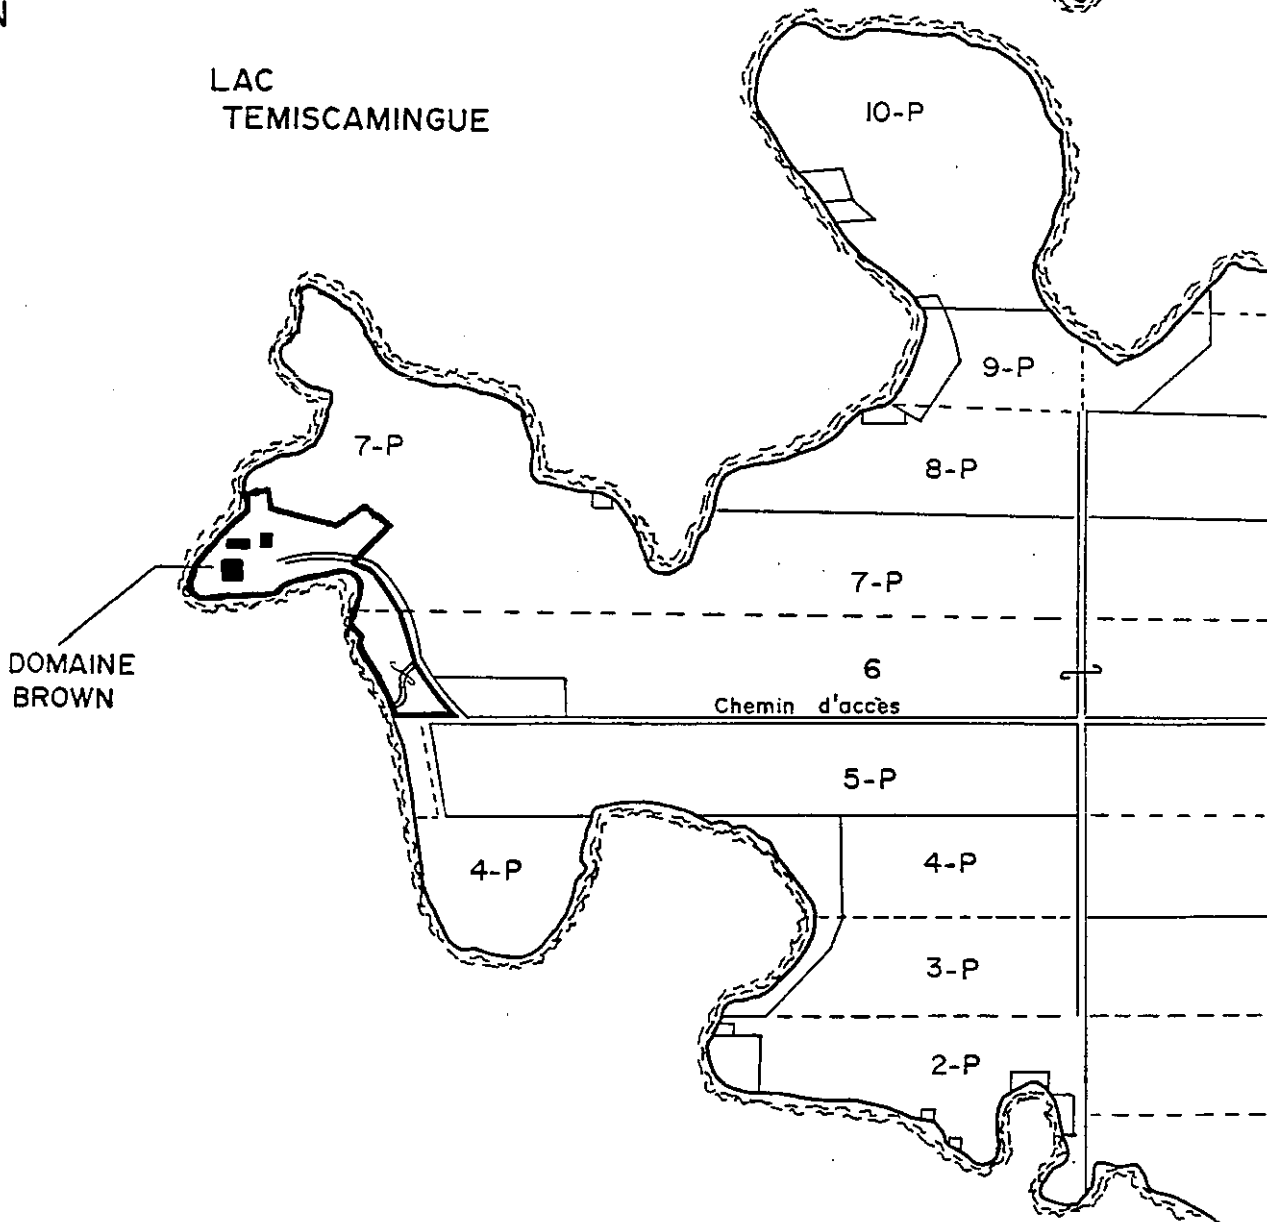 N
LAC
TEMISCAMINGUE
10-P
9-P
7-P
8-P
7-P
DOMAINE
BROWN
6
Chemin d'accès
5-P
4-P
4-P
3-P
2-P